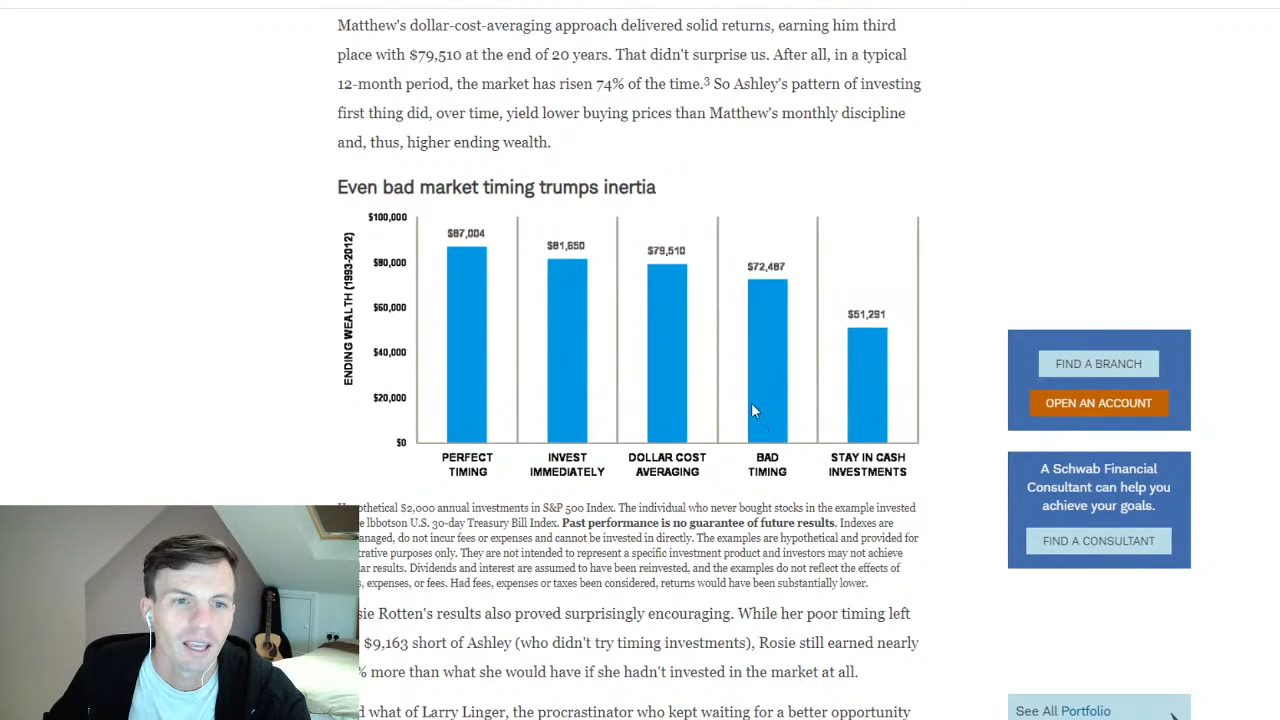 Matthew's dollar-cost-averaging approach delivered solid returns, earning him third
place with $79,510 at the end of 20 years. That didn't surprise us. After all, in a typical
12-month period, the market has risen 74% of the time.³ So Ashley's pattern of investing
first thing did, over time, yield lower buying prices than Matthew's monthly discipline
and, thus, higher ending wealth.
Even bad market timing trumps inertia
ENDING WEALTH (1993-2012)
$100,000
$80,000
$60,000
$40,000
$20,000
$0
$87,004
$81,650
$79,510
$72,487
$51,291
PERFECT
TIMING
INVEST
IMMEDIATELY
DOLLAR COST
AVERAGING
BAD
TIMING
STAY IN CASH
INVESTMENTS
FIND A BRANCH
OPEN AN ACCOUNT
A Schwab Financial
Consultant can help you
achieve your goals.
FIND A CONSULTANT
$2,000 annual investments in S&P 500 Index. The individual who never bought stocks in the example invested
Ibbotson U.S. 30-day Treasury Bill Index. Past performance is no guarantee of future results. Indexes are
do not incur fees or expenses and cannot be invested in directly. The examples are hypothetical and provided for
purposes only. They are not intended to represent a specific investment product and investors may not achieve
results. Dividends and interest are assumed to have been reinvested, and the examples do not reflect the effects of
expenses, or fees. Had fees, expenses or taxes been considered, returns would have been substantially lower.
Rotten's results also proved surprisingly encouraging. While her poor timing left
$9,163 short of Ashley (who didn't try timing investments), Rosie still earned nearly
% more than what she would have if she hadn't invested in the market at all.
what of Larry Linger, the procrastinator who kept waiting for a better opportunity
See All Portfolio